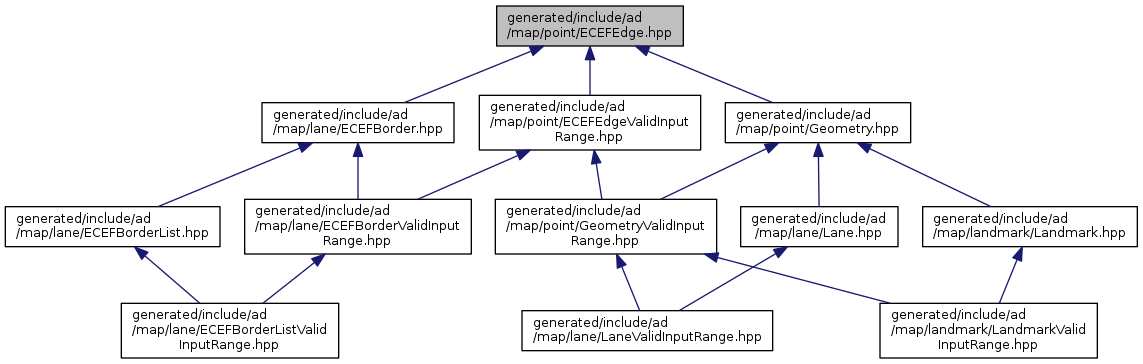 generated/include/ad
/map/point/ECEFEdge.hpp
generated/include/ad
/map/lane/ECEFBorder.hpp
generated/include/ad
/map/point/ECEFEdgeValidInput
Range.hpp
generated/include/ad
/map/point/Geometry.hpp
generated/include/ad
/map/lane/ECEFBorderList.hpp
generated/include/ad
/map/lane/ECEFBorderValidInput
Range.hpp
generated/include/ad
/map/point/GeometryValidInput
Range.hpp
generated/include/ad
/map/lane/Lane.hpp
generated/include/ad
/map/landmark/Landmark.hpp
generated/include/ad
/map/lane/ECEFBorderListValid
InputRange.hpp
generated/include/ad
/map/lane/LaneValidInputRange.hpp
generated/include/ad
/map/landmark/LandmarkValid
InputRange.hpp